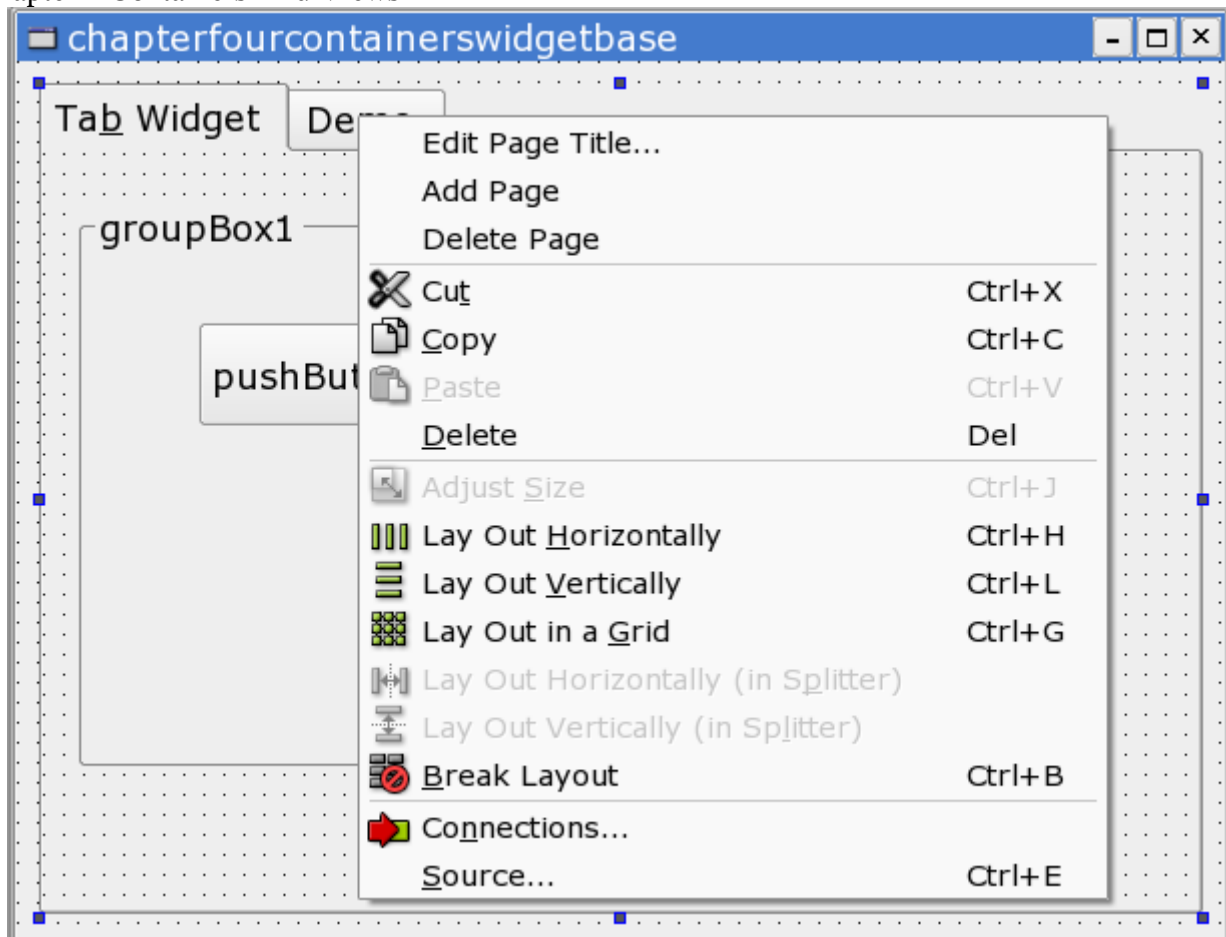 chapterfourcontainerswidgetbase
Tab Widget
Edit Page Title...
Add Page
groupBox1
Delete Page
Cut Ctrl+X
Copy Ctrl+C
Paste Ctrl+V
Delete Del
Adjust Size Ctrl+J
Lay Out Horizontally Ctrl+H
Lay Out Vertically Ctrl+L
Lay Out in a Grid Ctrl+G
Lay Out Horizontally (in Splitter)
Lay Out Vertically (in Splitter)
Break Layout Ctrl+B
Connections...
Source... Ctrl+E